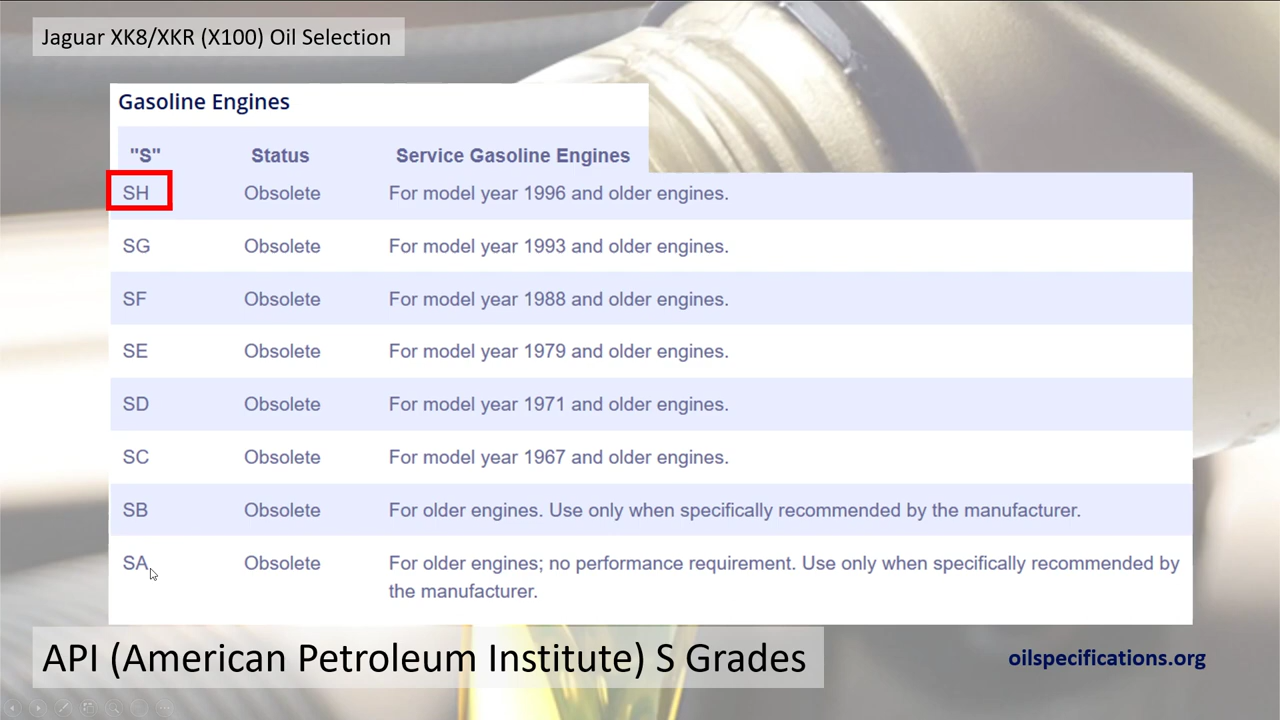 Jaguar XK8/XKR (X100) Oil Selection
Gasoline Engines
"S" Status Service Gasoline Engines
SH Obsolete For model year 1996 and older engines.
SG Obsolete For model year 1993 and older engines.
SF Obsolete For model year 1988 and older engines.
SE Obsolete For model year 1979 and older engines.
SD Obsolete For model year 1971 and older engines.
SC Obsolete For model year 1967 and older engines.
SB Obsolete For older engines. Use only when specifically recommended by the manufacturer.
SA Obsolete For older engines; no performance requirement. Use only when specifically recommended by
the manufacturer.
API (American Petroleum Institute) S Grades
oilspecifications.org